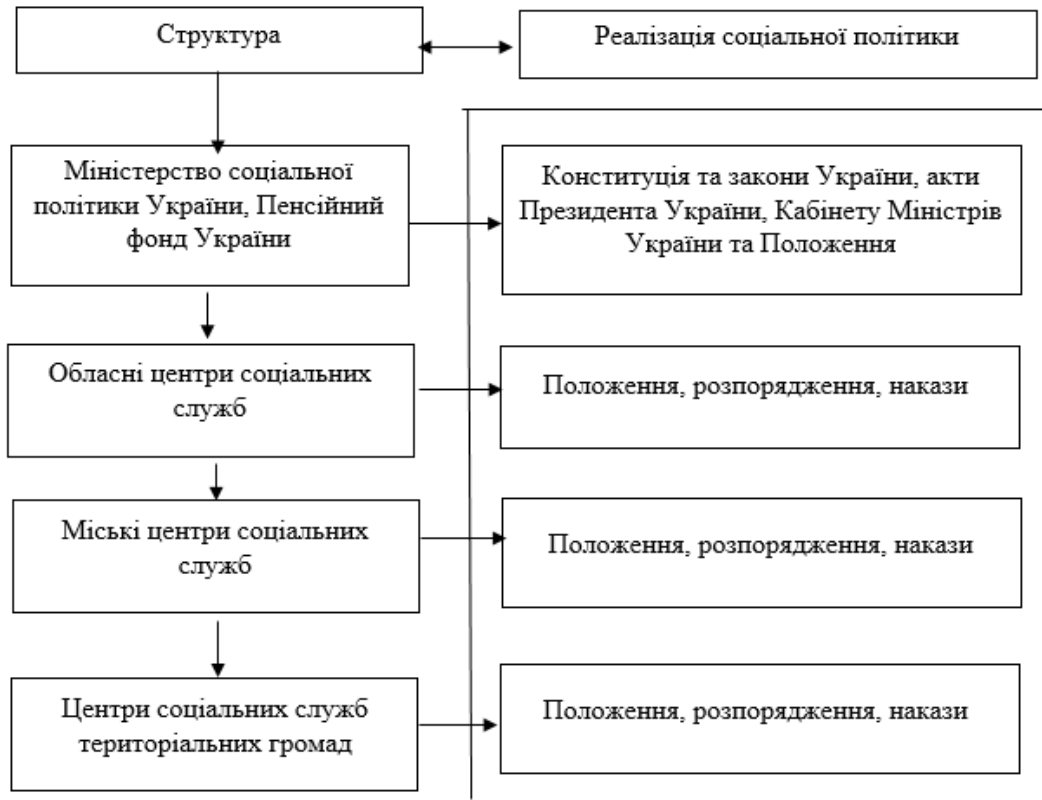 Структура
Реалізація соціальної політики
Міністерство соціальної
політики України, Пенсійний
фонд України
Конституція та закони України, акти
Президента України, Кабінету Міністрів
України та Положення
Обласні центри соціальних
служб
Положення, розпорядження, накази
Міські центри соціальних
служб
Положення, розпорядження, накази
Центри соціальних служб
територіальних громад
Положення, розпорядження, накази